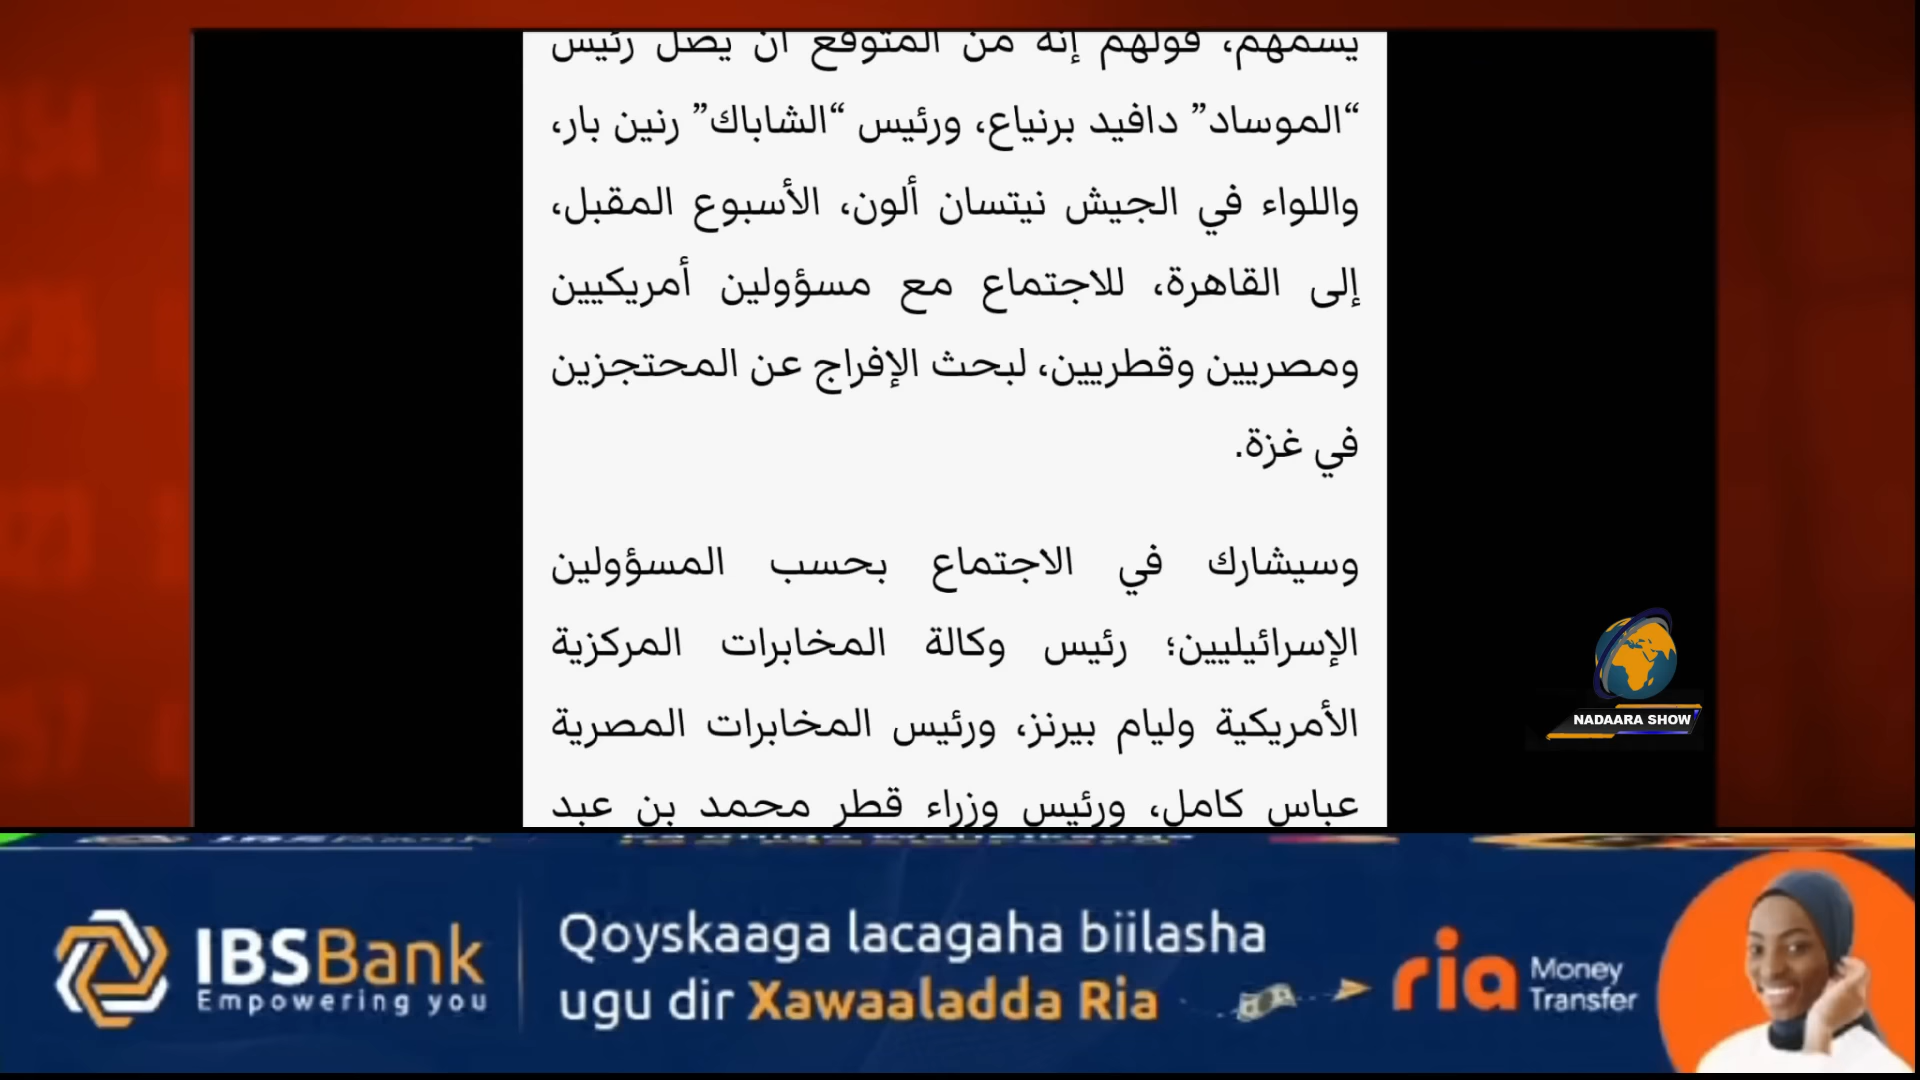 يسمهم، قولهم إنه من المتوقع أن يصل رئيس
“الموساد” دافيد برنياع، ورئيس “الشاباك” رنين بار،
واللواء في الجيش نيتسان ألون، الأسبوع المقبل،
إلى القاهرة، للاجتماع مع مسؤولين أمريكيين
ومصريين وقطريين، لبحث الإفراج عن المحتجزين
في غزة.
وسيشارك في الاجتماع بحسب المسؤولين
الإسرائيليين؛ رئيس وكالة المخابرات المركزية
الأمريكية وليام بيرنز، ورئيس المخابرات المصرية
عباس كامل، ورئيس وزراء قطر محمد بن عبد
NADAARA SHOW
IBSBank
Empowering you
Qoyskaaga lacagaha biilasha
ugu dir Xawaaladda Ria
ria Money
Transfer